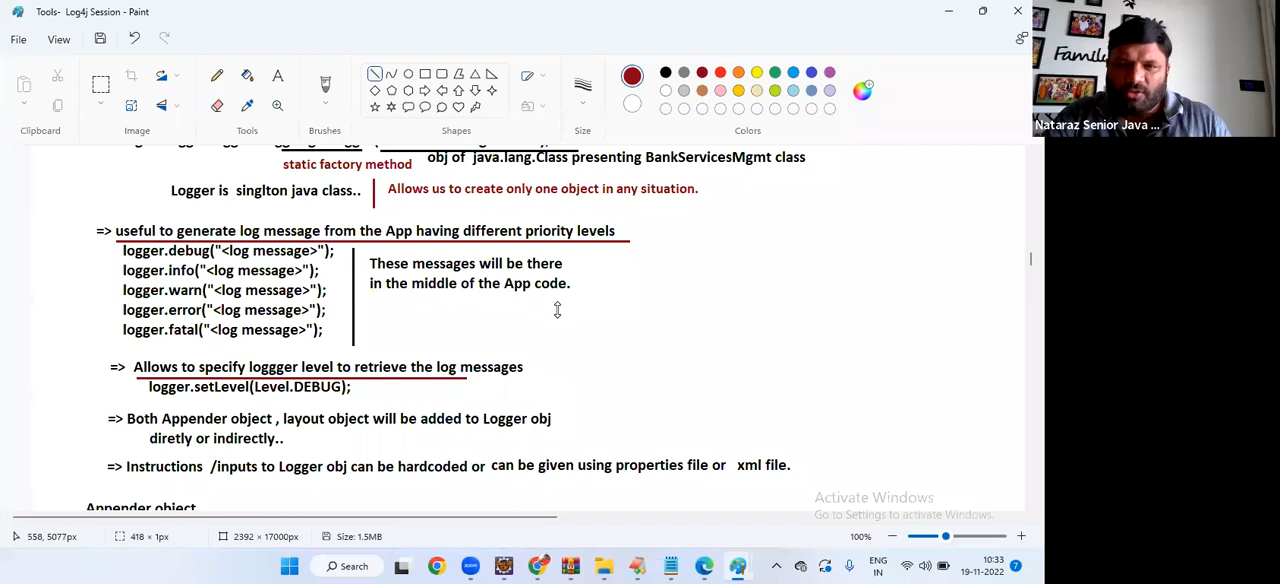 Tools- Log4j Session - Paint
File View
Clipboard Image Tools Brushes Shapes Size Colors
Family
Nataraz Senior Java ...
static factory method obj of java.lang.Class presenting BankServicesMgmt class
Logger is singlton java class.. Allows us to create only one object in any situation.
=> useful to generate log message from the App having different priority levels
logger.debug("<log message>");
logger.info("<log message>");
logger.warn("<log message>");
logger.error("<log message>");
logger.fatal("<log message>");
These messages will be there
in the middle of the App code.
=> Allows to specify loggger level to retrieve the log messages
logger.setLevel(Level.DEBUG);
=> Both Appender object , layout object will be added to Logger obj
diretly or indirectly..
=> Instructions /inputs to Logger obj can be hardcoded or can be given using properties file or xml file.
Appender object
Activate Windows
Go to Settings to activate Windows.
558, 5077px 418 × 1px 2392 × 17000px Size: 1.5MB 100%
Search
ENG
IN
10:33
19-11-2022
7